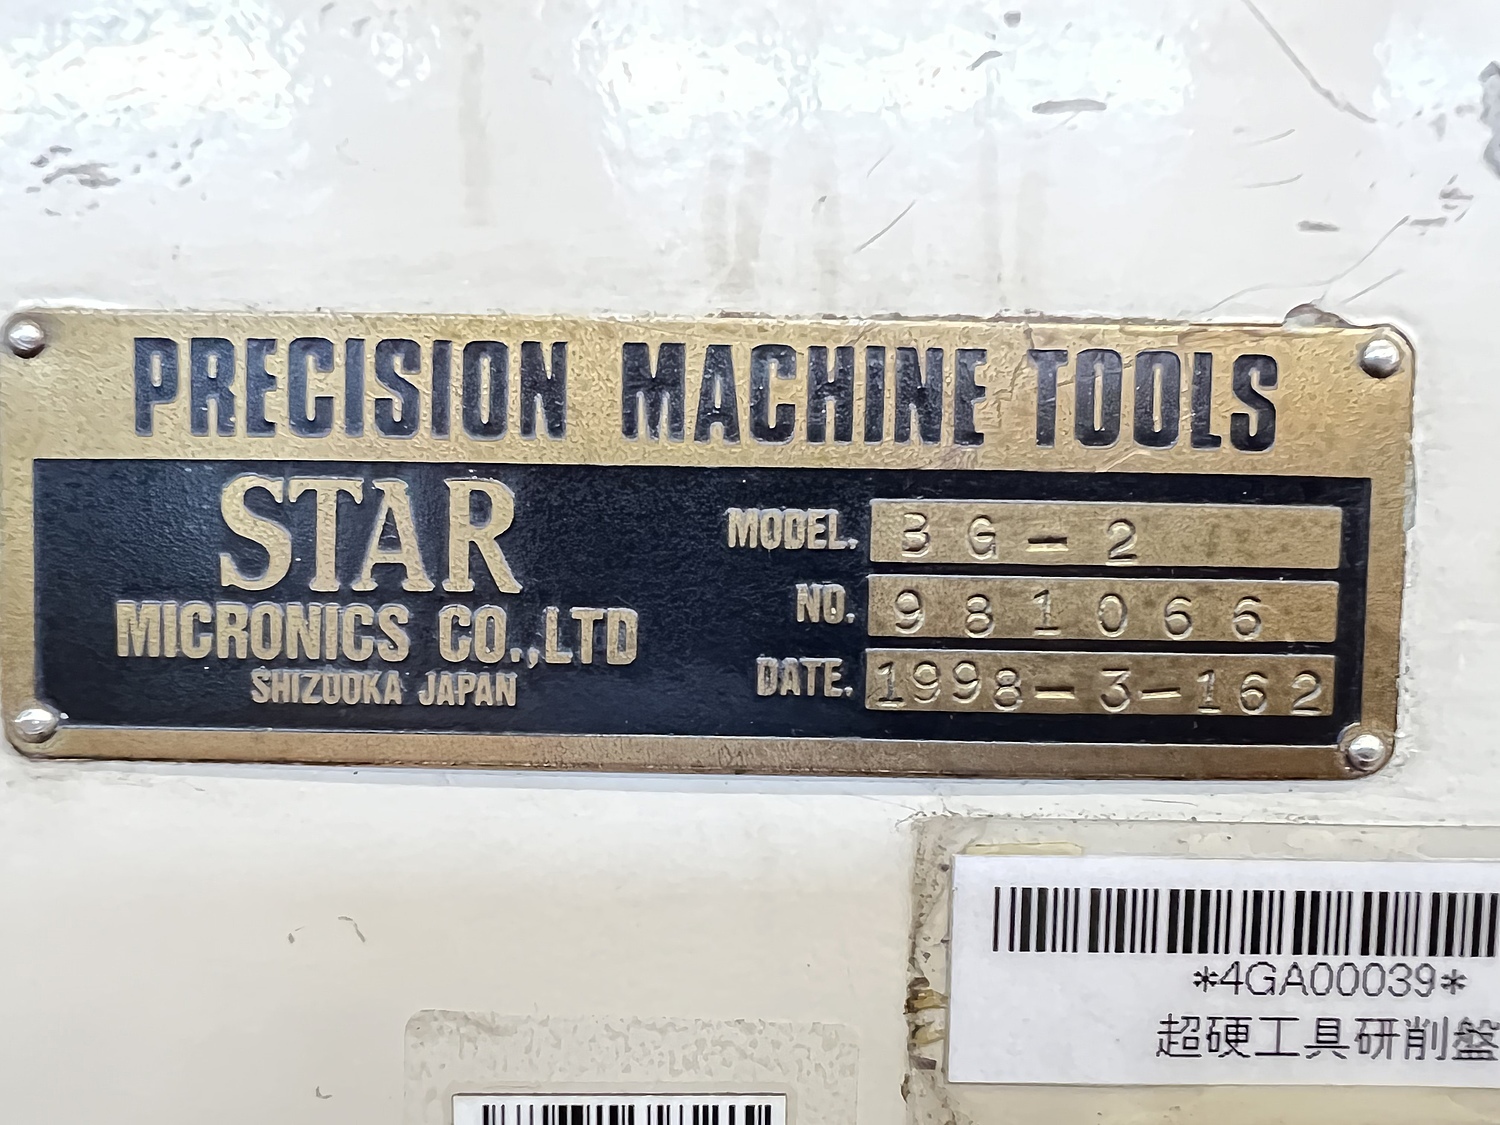 PRECISION MACHINE TOOLS
STAR
MICRONICS CO.,LTD
SHIZUOKA JAPAN
MODEL. BG-2
NO. 981066
DATE. 1998-3-162
*4GA00039*
超硬工具研削盤